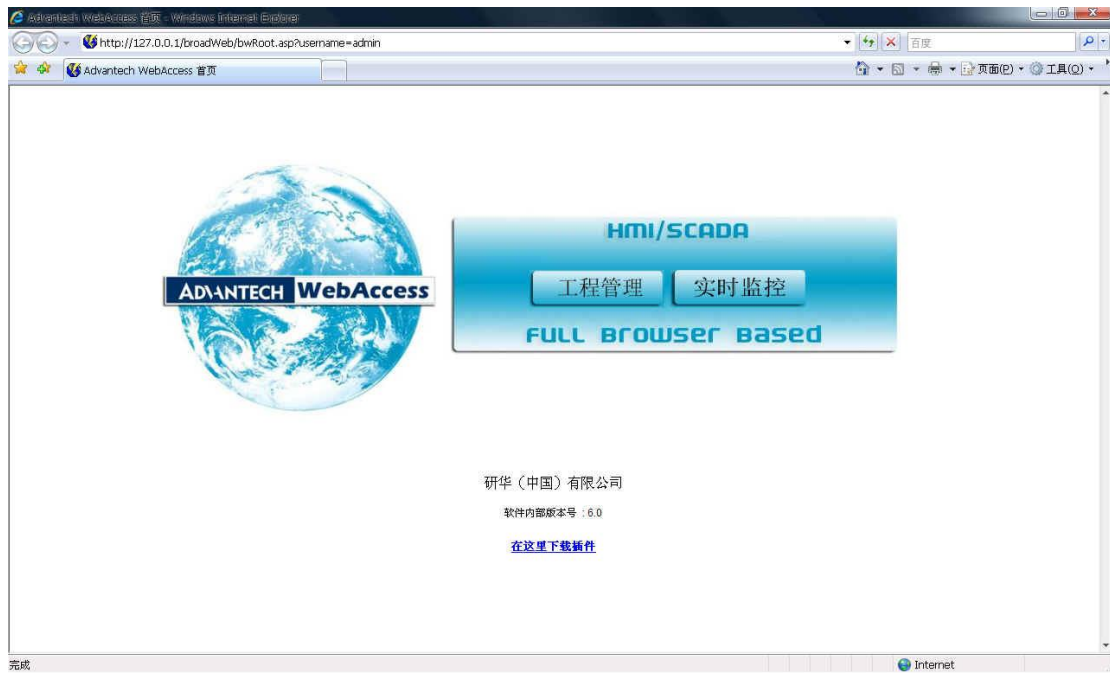 Advantech WebAccess 首页 - Windows Internet Explorer
http://127.0.0.1/broadWeb/bwRoot.asp?username=admin
百度
Advantech WebAccess 首页
页面(P)
工具(O)
HMI/SCADA
ADVANTECH WebAccess
工程管理 实时监控
FULL BROWSER BASED
研华（中国）有限公司
软件内部版本号 : 6.0
在这里下载插件
完成
Internet